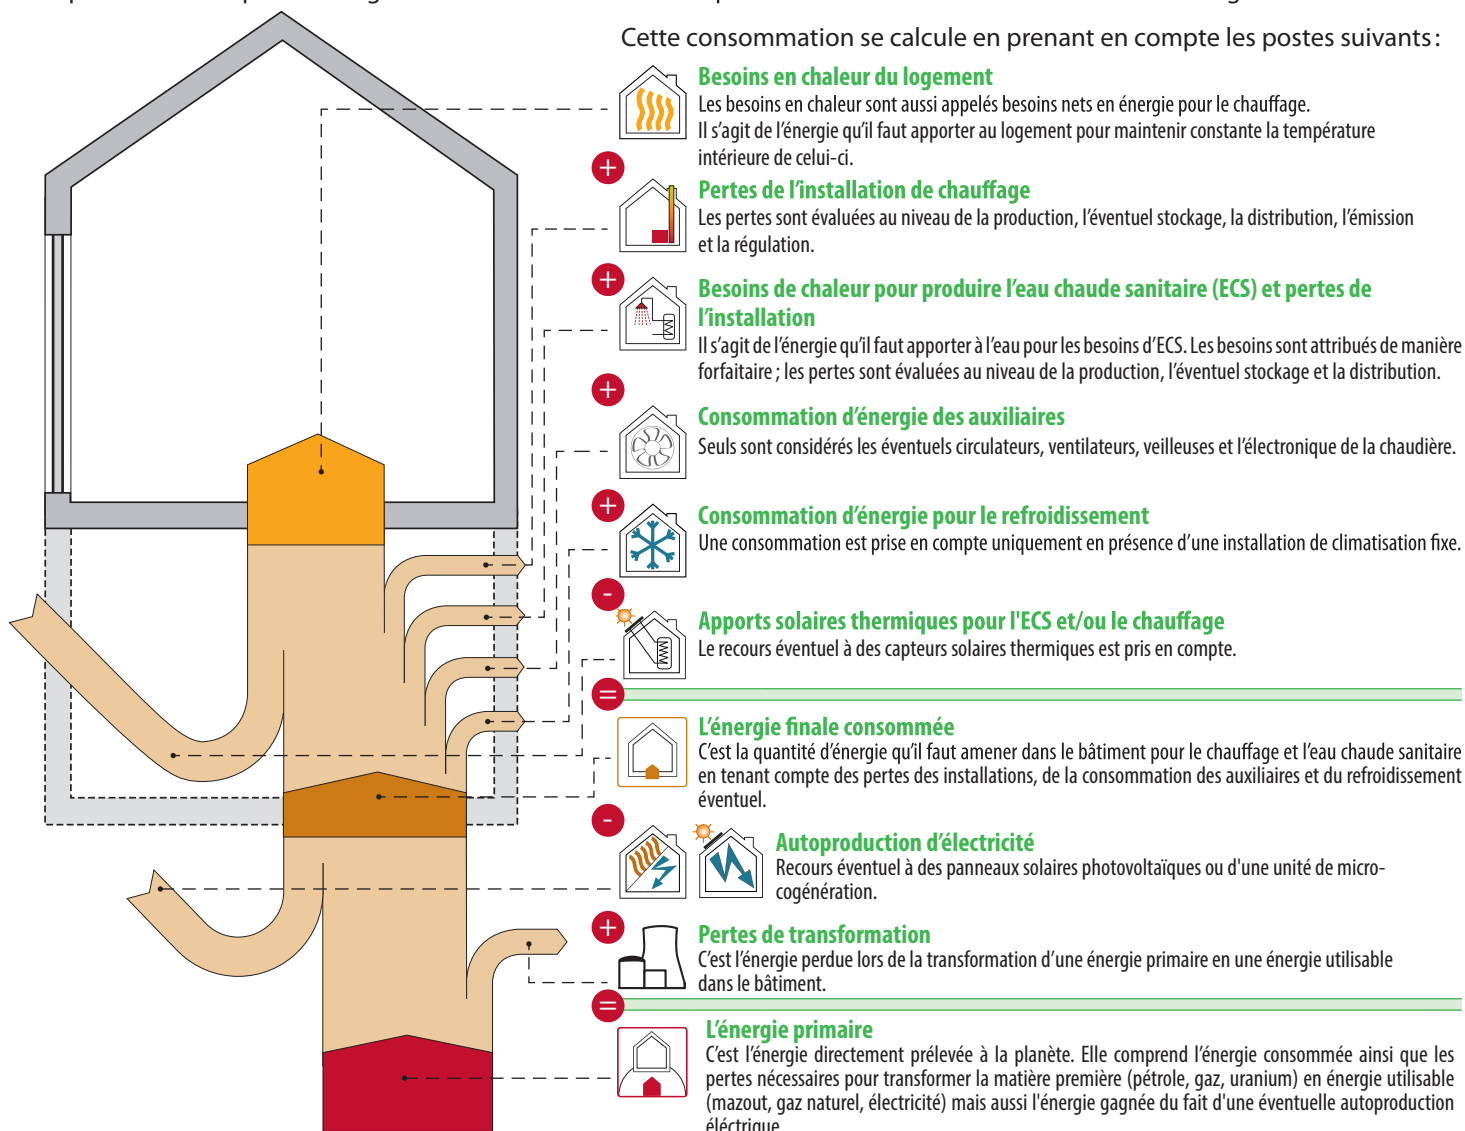 Cette consommation se calcule en prenant en compte les postes suivants :
Besoins en chaleur du logement
Les besoins en chaleur sont aussi appelés besoins nets en énergie pour le chauffage.
Il s'agit de l'énergie qu'il faut apporter au logement pour maintenir constante la température
intérieure de celui-ci.
+
Pertes de l'installation de chauffage
Les pertes sont évaluées au niveau de la production, l'éventuel stockage, la distribution, l'émission
et la régulation.
+
Besoins de chaleur pour produire l'eau chaude sanitaire (ECS) et pertes de
l'installation
Il s'agit de l'énergie qu'il faut apporter à l'eau pour les besoins d'ECS. Les besoins sont attribués de manière
forfaitaire ; les pertes sont évaluées au niveau de la production, l'éventuel stockage et la distribution.
+
Consommation d'énergie des auxiliaires
Seuls sont considérés les éventuels circulateurs, ventilateurs, veilleuses et l'électronique de la chaudière.
+
Consommation d'énergie pour le refroidissement
Une consommation est prise en compte uniquement en présence d'une installation de climatisation fixe.
-
Apports solaires thermiques pour l'ECS et/ou le chauffage
Le recours éventuel à des capteurs solaires thermiques est pris en compte.
=
L'énergie finale consommée
C'est la quantité d'énergie qu'il faut amener dans le bâtiment pour le chauffage et l'eau chaude sanitaire
en tenant compte des pertes des installations, de la consommation des auxiliaires et du refroidissement
éventuel.
-
Autoproduction d'électricité
Recours éventuel à des panneaux solaires photovoltaïques ou d'une unité de micro-
cogénération.
+
Pertes de transformation
C'est l'énergie perdue lors de la transformation d'une énergie primaire en une énergie utilisable
dans le bâtiment.
=
L'énergie primaire
C'est l'énergie directement prélevée à la planète. Elle comprend l'énergie consommée ainsi que les
pertes nécessaires pour transformer la matière première (pétrole, gaz, uranium) en énergie utilisable
(mazout, gaz naturel, électricité) mais aussi l'énergie gagnée du fait d'une éventuelle autoproduction
éléctrique